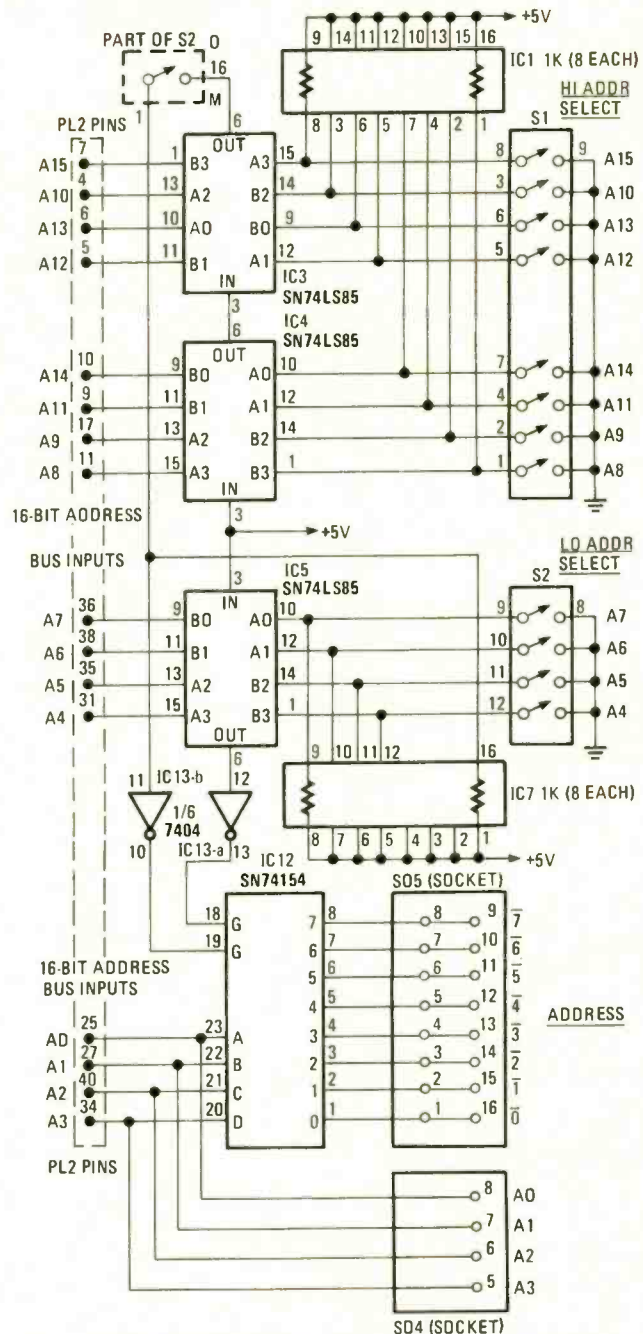 +5V
9 14 11 12 10 13 15 16
IC1 1K (8 EACH)
8 3 6 5 7 4 2 1
PART OF S2
O
16
M
1
6
HI ADDR
SELECT
S1
PL2 PINS
OUT
A15 7 1 B3 A3 15 8 9 A15
A10 4 13 A2 B2 14 3 A10
A13 6 10 A0 B0 9 6 A13
A12 5 11 B1 A1 12 5 A12
IN
3
IC3
SN74LS85
IC4
SN74LS85
6
OUT
A14 10 9 B0 A0 10 7 A14
A11 9 11 B1 A1 12 4 A11
A9 17 13 A2 B2 14 2 A9
A8 11 15 A3 B3 1 1 A8
IN
3
+5V
16-BIT ADDRESS
BUS INPUTS
3
IN
IC5
SN74LS85
LO ADDR
SELECT
S2
A7 36 9 B0 A0 10 9 8 A7
A6 38 11 B1 A1 12 10 A6
A5 35 13 A2 B2 14 11 A5
A4 31 15 A3 B3 1 12 A4
OUT
6
9 10 11 12 16
IC7 1K (8 EACH)
8 7 6 5 4 3 2 1
+5V
11 IC13-b 12
1/6
7404
10 IC13-a 13
IC12
SN74154
SO5 (SOCKET)
18 G 7 8 8 9 7
19 G 6 7 7 10 6
5 6 6 11 5
4 5 5 12 4
3 4 4 13 3
2 3 3 14 2
1 2 2 15 1
0 1 1 16 0
ADDRESS
16-BIT ADDRESS
BUS INPUTS
A0 25 23 A
A1 27 22 B
A2 40 21 C
A3 34 20 D
PL2 PINS
8 A0
7 A1
6 A2
5 A3
SO4 (SOCKET)